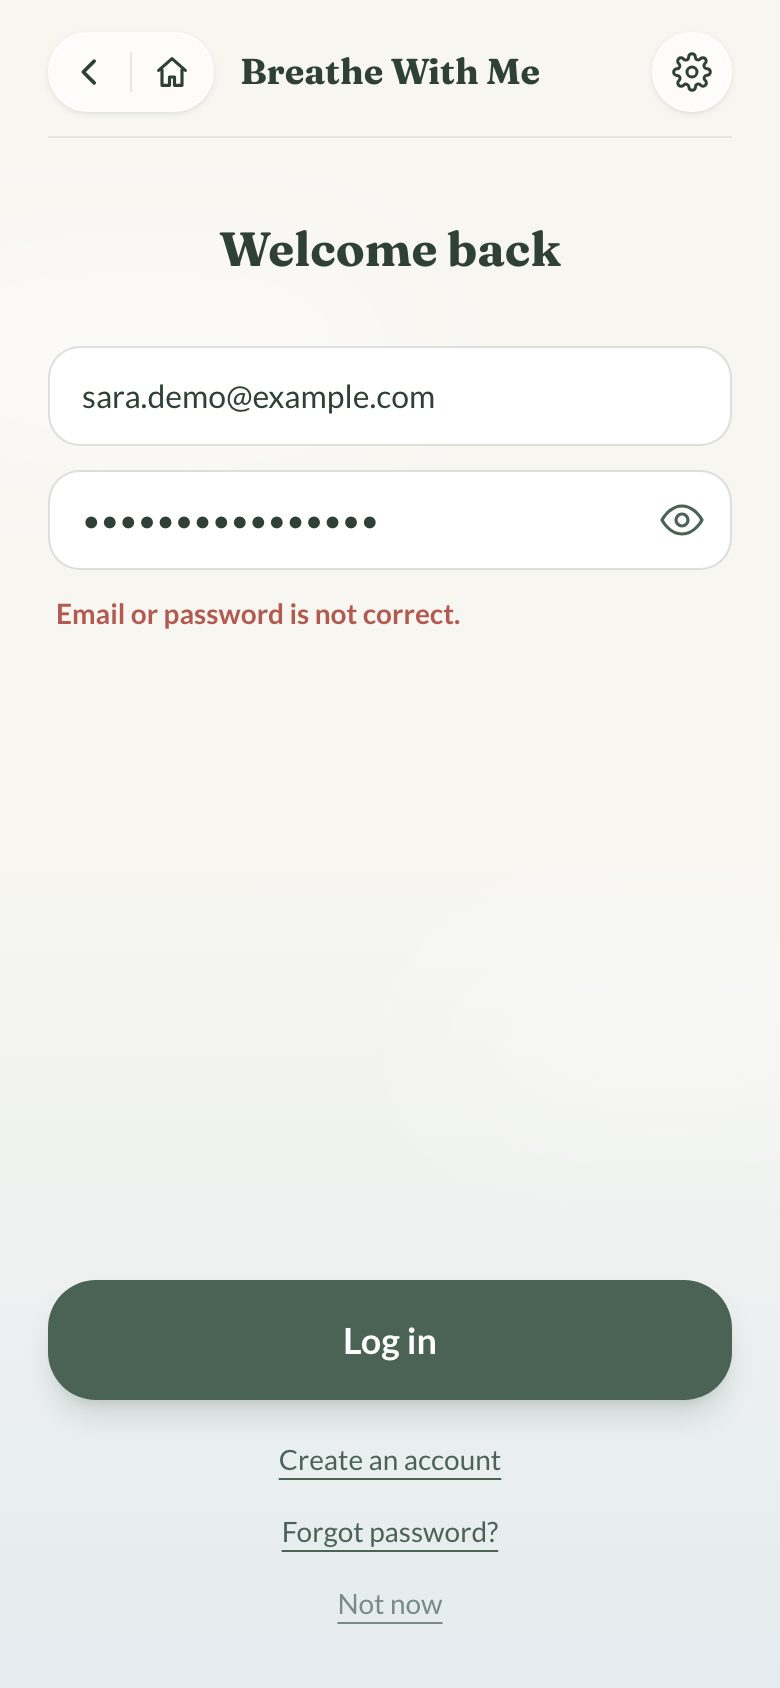 Breathe With Me
Welcome back
sara.demo@example.com
••••••••••••••••
Email or password is not correct.
Log in
Create an account
Forgot password?
Not now